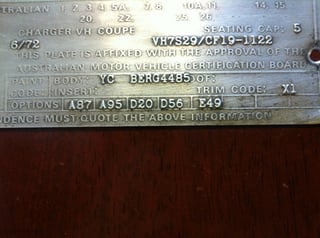 TRALIAN 1, 2, 3, 4, 5A, 7, 8, 10A, 11, 14, 15,
20, 22, 25, 26.
CHARGER VH COUPE SEATING CAP: 5
6/72 VH7S29/CP19-1122
THIS PLATE IS AFFIXED WITH THE APPROVAL OF THE
AUSTRALIAN MOTOR VEHICLE CERTIFICATION BOARD
PAINT BODY: YC BERG4485 OF:
CODE: INSERT: TRIM CODE: X1
OPTIONS A87 A95 D20 D56 E49
DENCE MUST QUOTE THE ABOVE INFORMATION